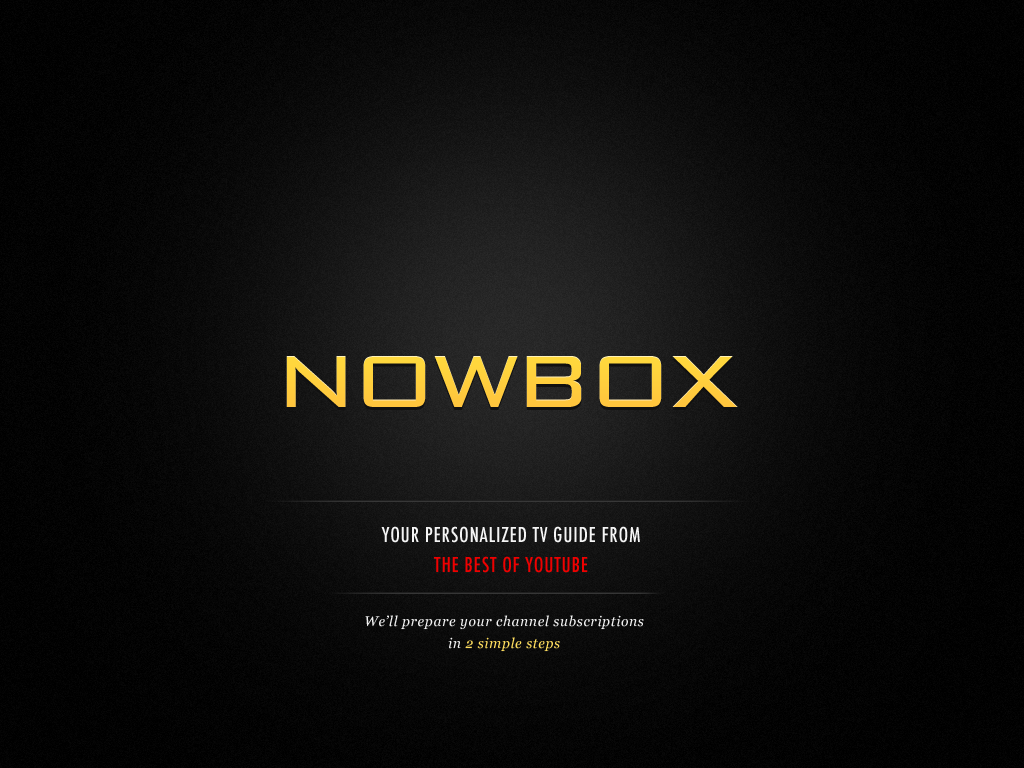 NOWBOX
YOUR PERSONALIZED TV GUIDE FROM
THE BEST OF YOUTUBE
We'll prepare your channel subscriptions
in 2 simple steps